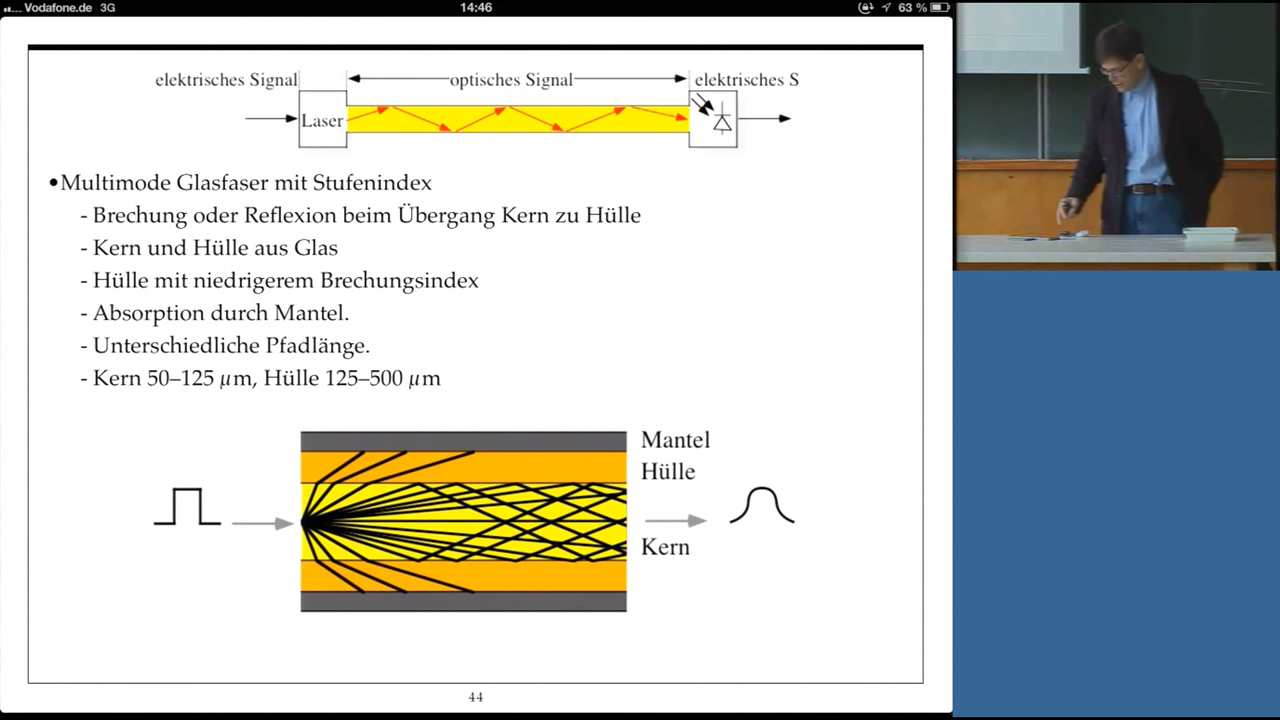 Vodafone.de 3G 14:46 63 %
elektrisches Signal optisches Signal elektrisches S
Laser
•Multimode Glasfaser mit Stufenindex
- Brechung oder Reflexion beim Übergang Kern zu Hülle
- Kern und Hülle aus Glas
- Hülle mit niedrigerem Brechungsindex
- Absorption durch Mantel.
- Unterschiedliche Pfadlänge.
- Kern 50–125 µm, Hülle 125–500 µm
Mantel
Hülle
Kern
44